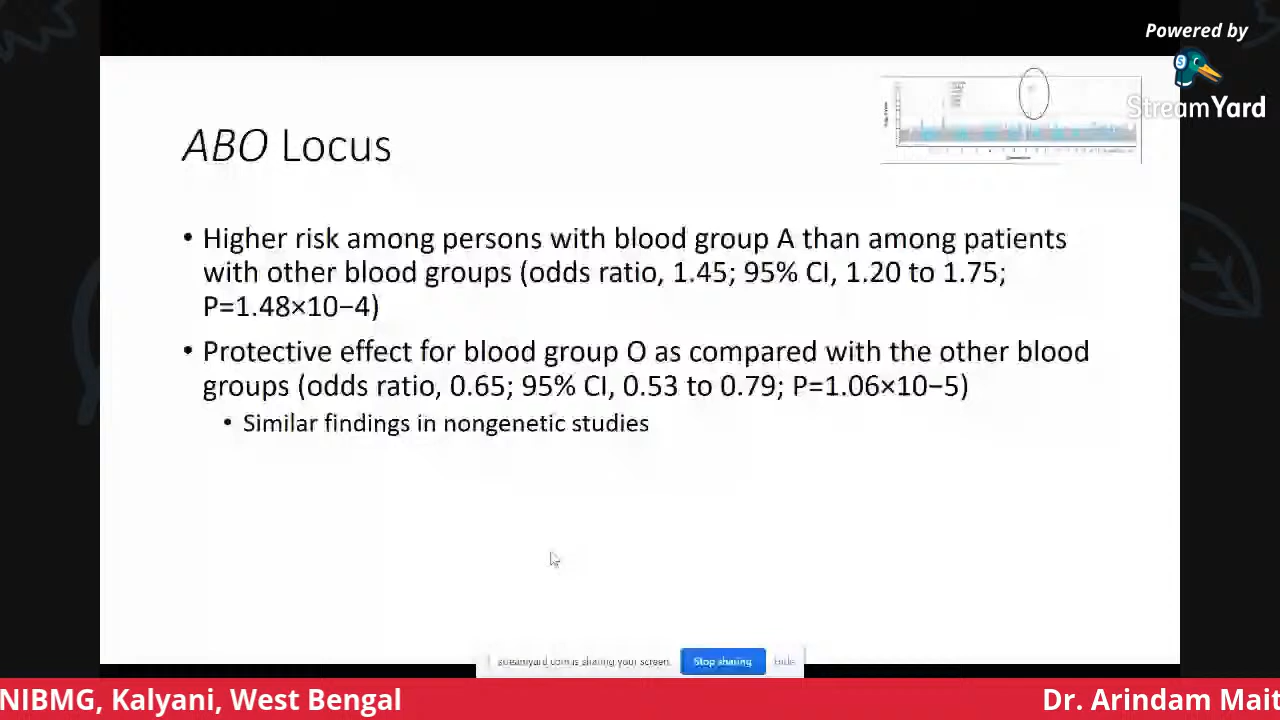 Powered by
StreamYard
ABO Locus
• Higher risk among persons with blood group A than among patients
with other blood groups (odds ratio, 1.45; 95% CI, 1.20 to 1.75;
P=1.48×10−4)
• Protective effect for blood group O as compared with the other blood
groups (odds ratio, 0.65; 95% CI, 0.53 to 0.79; P=1.06×10−5)
• Similar findings in nongenetic studies
streamyard.com is sharing your screen. Stop sharing Hide
NIBMG, Kalyani, West Bengal
Dr. Arindam Mait